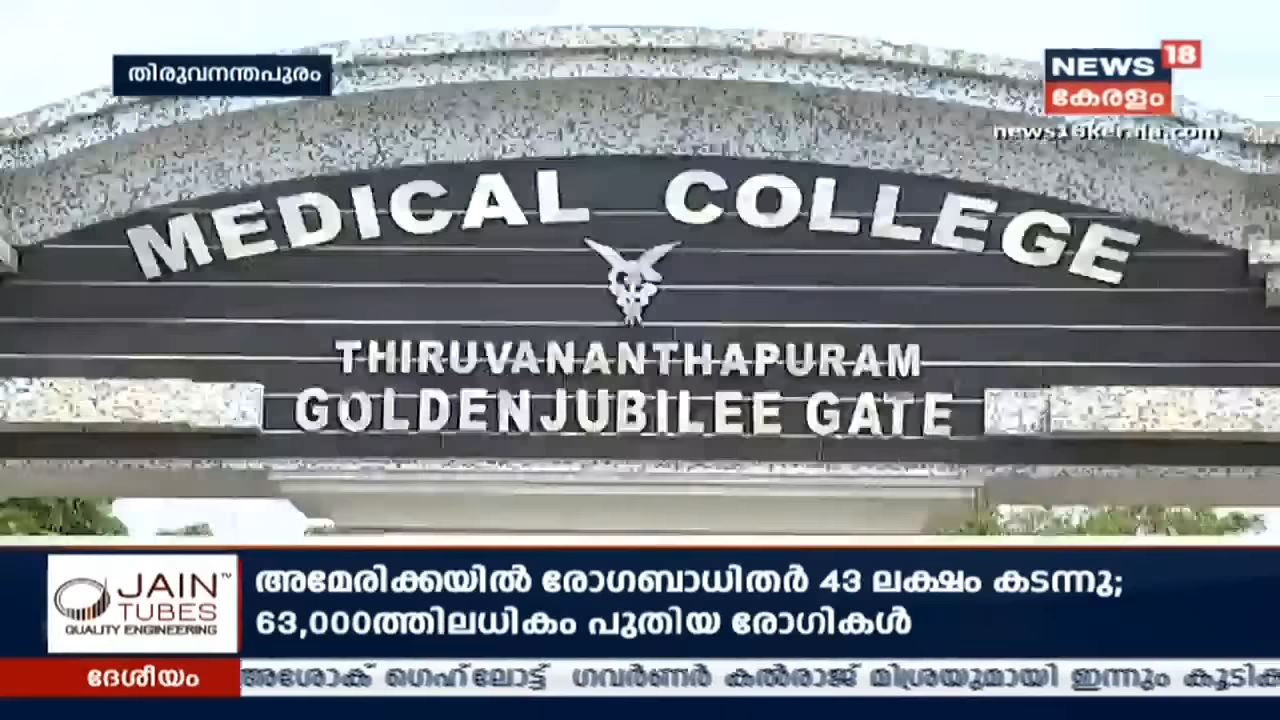 തിരുവനന്തപുരം
NEWS 18
കേരളം
news18kerala.com
MEDICAL COLLEGE
THIRUVANANTHAPURAM
GOLDENJUBILEE GATE
JAIN™
TUBES
QUALITY ENGINEERING
അമേരിക്കയിൽ രോഗബാധിതർ 43 ലക്ഷം കടന്നു;
63,000ത്തിലധികം പുതിയ രോഗികൾ
ദേശീയം
അശോക് ഗെഹ്‌ലോട്ട് ഗവർണർ കൽരാജ് മിശ്രയുമായി ഇന്നും